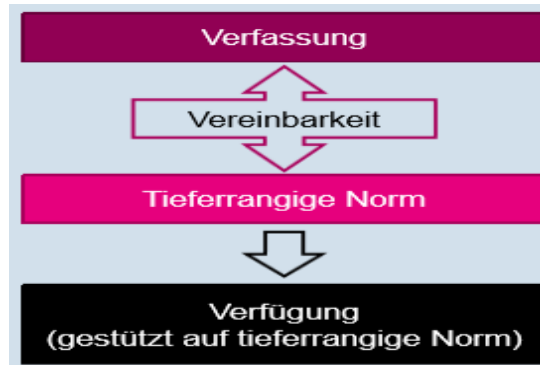 Verfassung
Vereinbarkeit
Tieferrangige Norm
Verfügung
(gestützt auf tieferrangige Norm)